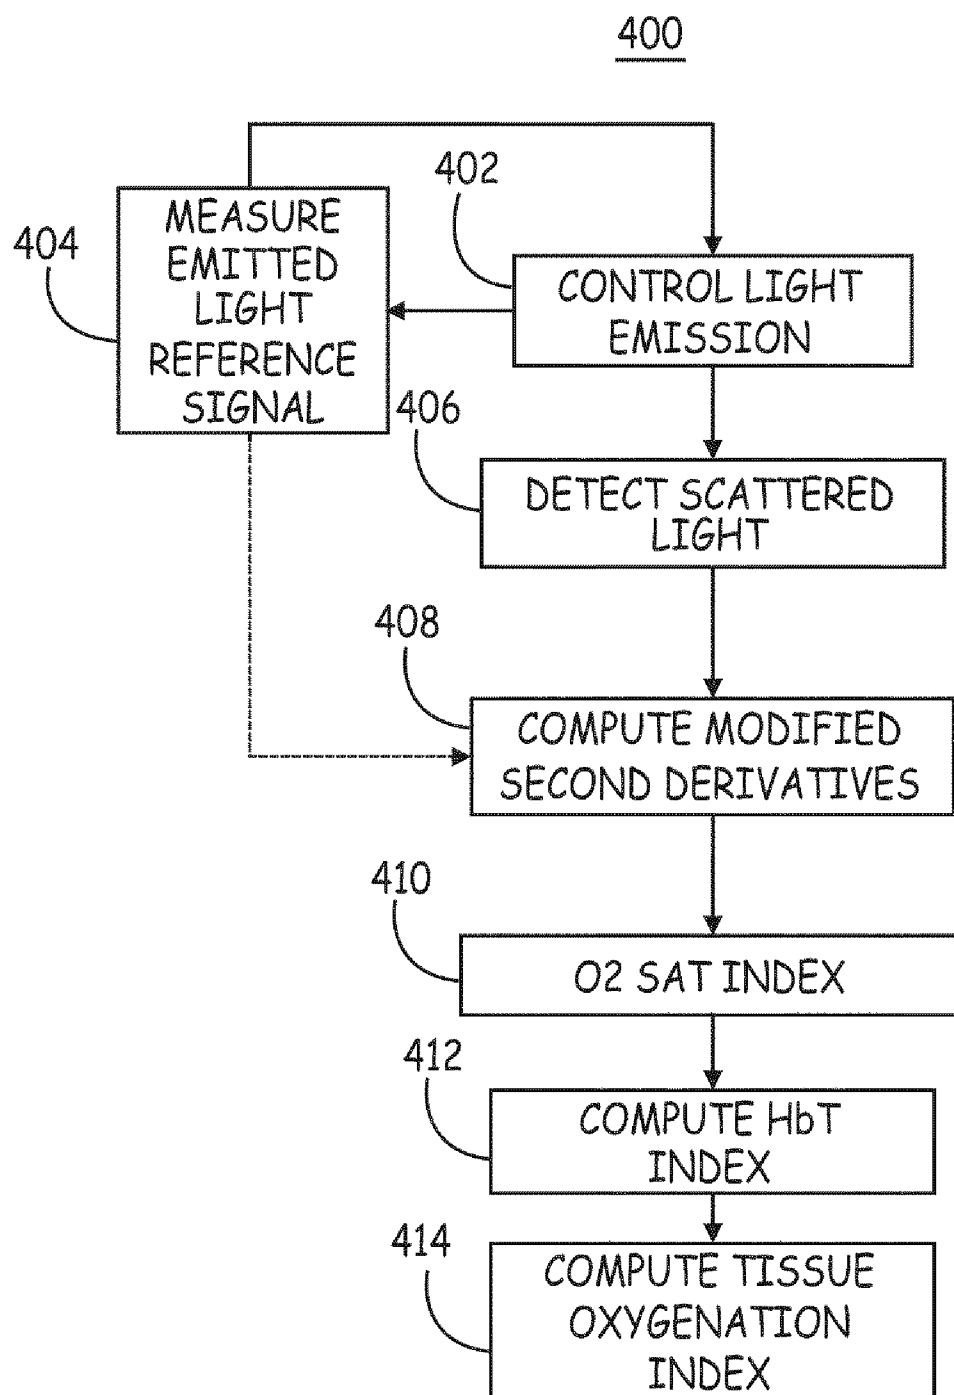 400
402
404
MEASURE
EMITTED
LIGHT
REFERENCE
SIGNAL
CONTROL LIGHT
EMISSION
406
DETECT SCATTERED
LIGHT
408
COMPUTE MODIFIED
SECOND DERIVATIVES
410
O2 SAT INDEX
412
COMPUTE HbT
INDEX
414
COMPUTE TISSUE
OXYGENATION
INDEX